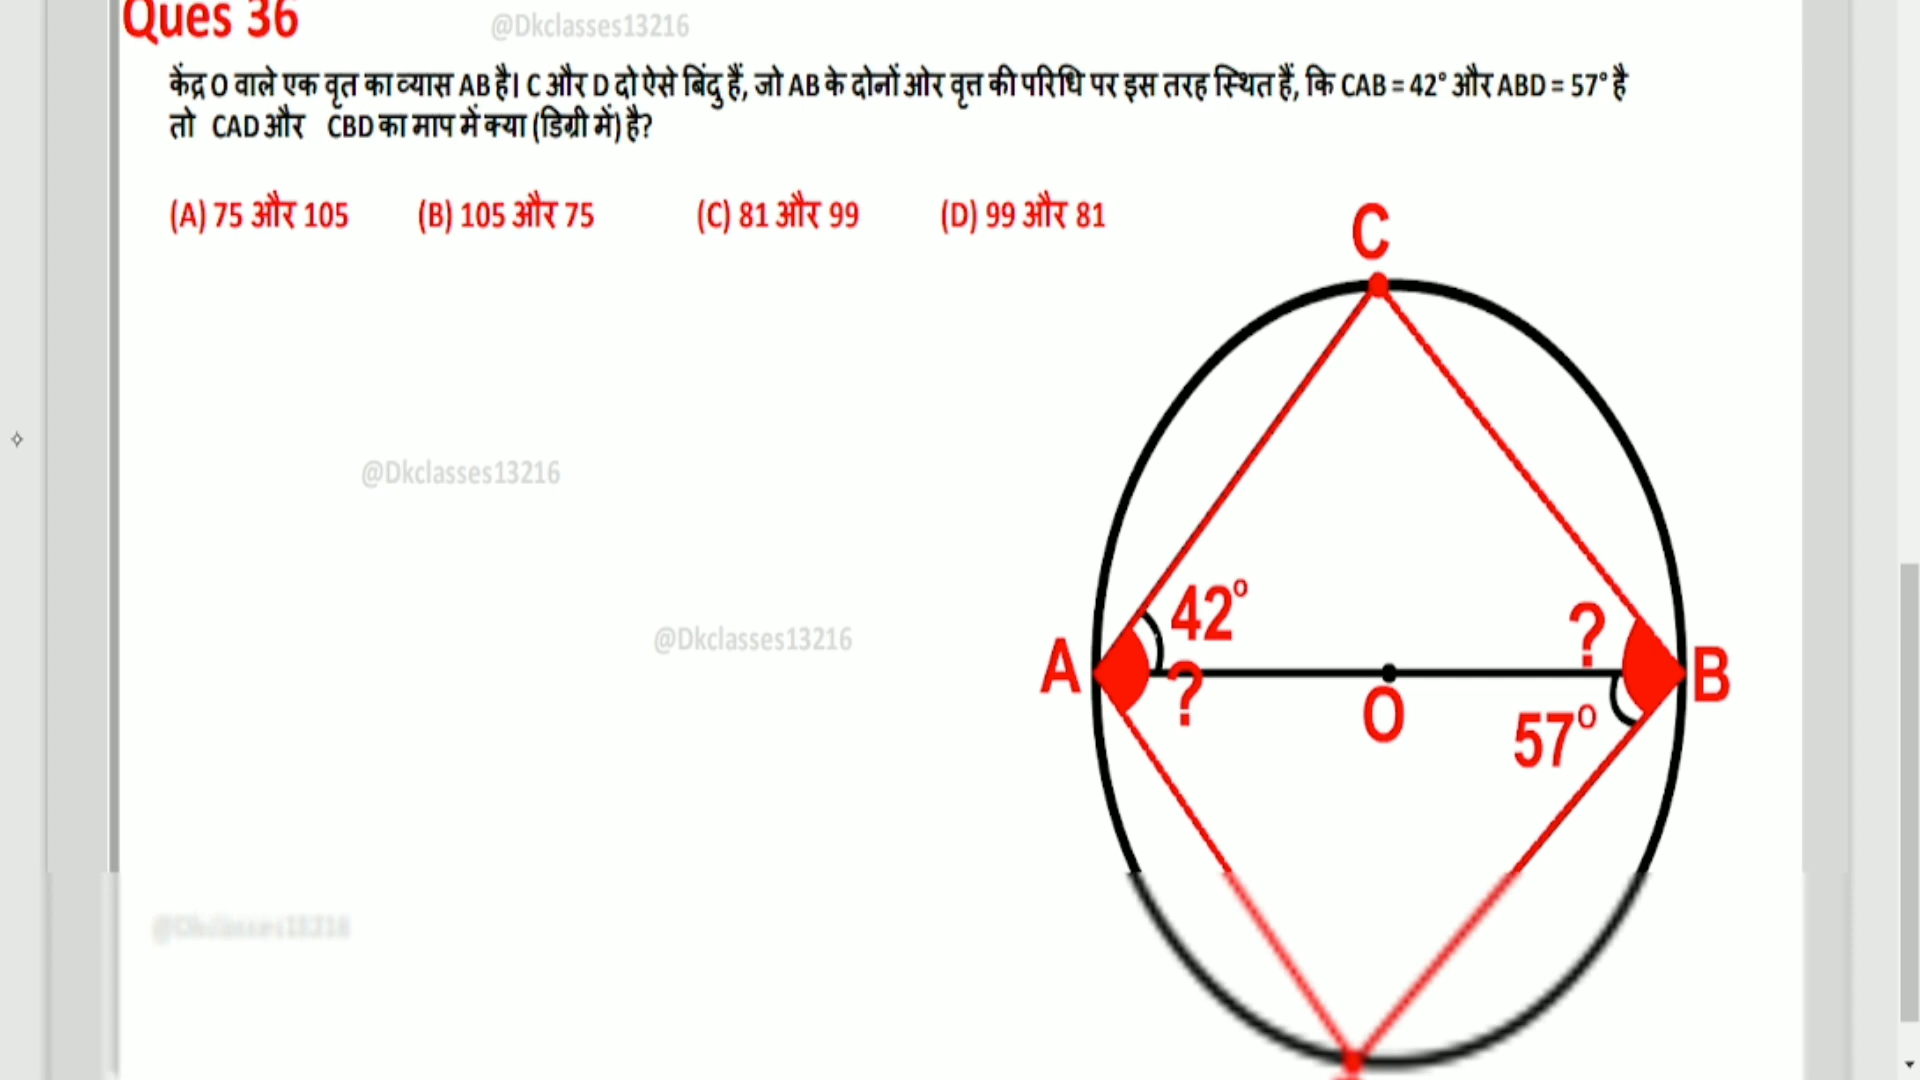 Ques 36
@Dkclasses13216
केंद्र O वाले एक वृत का व्यास AB है। C और D दो ऐसे बिंदु हैं, जो AB के दोनों ओर वृत्त की परिधि पर इस तरह स्थित हैं, कि CAB = 42° और ABD = 57° है
तो CAD और CBD का माप में क्या (डिग्री में) है?
(A) 75 और 105 (B) 105 और 75 (C) 81 और 99 (D) 99 और 81
C
@Dkclasses13216
42°
?
@Dkclasses13216
A
?
O
B
57°
@Dkclasses13216